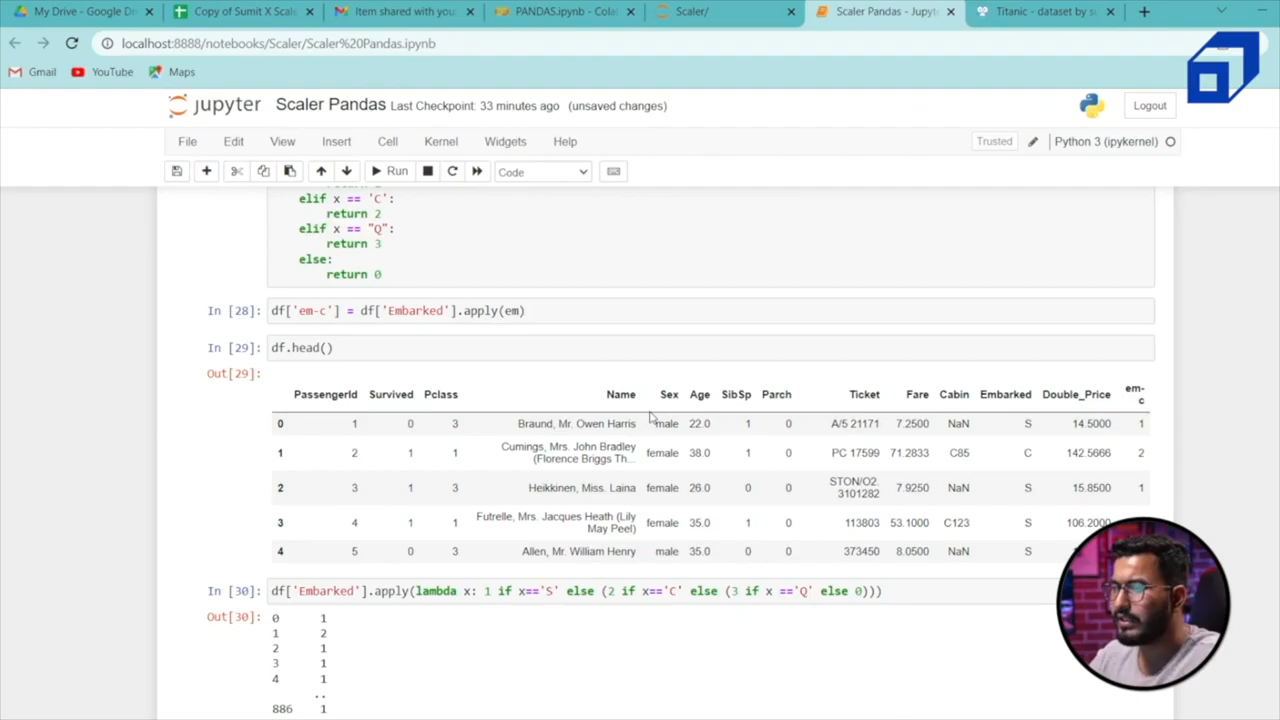 My Drive - Google Dr
Copy of Sumit X Scale
Item shared with you
PANDAS.ipynb - Cola
Scaler/
Scaler Pandas - Jupyte
Titanic - dataset by su
localhost:8888/notebooks/Scaler/Scaler%20Pandas.ipynb
Gmail YouTube Maps
jupyter Scaler Pandas Last Checkpoint: 33 minutes ago (unsaved changes) Logout
File Edit View Insert Cell Kernel Widgets Help Trusted Python 3 (ipykernel)
Run Code
elif x == 'C':
return 2
elif x == "Q":
return 3
else:
return 0
In [28]: df['em-c'] = df['Embarked'].apply(em)
In [29]: df.head()
Out[29]:
PassengerId Survived Pclass Name Sex Age SibSp Parch Ticket Fare Cabin Embarked Double_Price em-c
0 1 0 3 Braund, Mr. Owen Harris male 22.0 1 0 A/5 21171 7.2500 NaN S 14.5000 1
1 2 1 1 Cumings, Mrs. John Bradley (Florence Briggs Th... female 38.0 1 0 PC 17599 71.2833 C85 C 142.5666 2
2 3 1 3 Heikkinen, Miss. Laina female 26.0 0 0 STON/O2. 3101282 7.9250 NaN S 15.8500 1
3 4 1 1 Futrelle, Mrs. Jacques Heath (Lily May Peel) female 35.0 1 0 113803 53.1000 C123 S 106.2000
4 5 0 3 Allen, Mr. William Henry male 35.0 0 0 373450 8.0500 NaN S
In [30]: df['Embarked'].apply(lambda x: 1 if x=='S' else (2 if x=='C' else (3 if x =='Q' else 0)))
Out[30]: 0 1
1 2
2 1
3 1
4 1
..
886 1